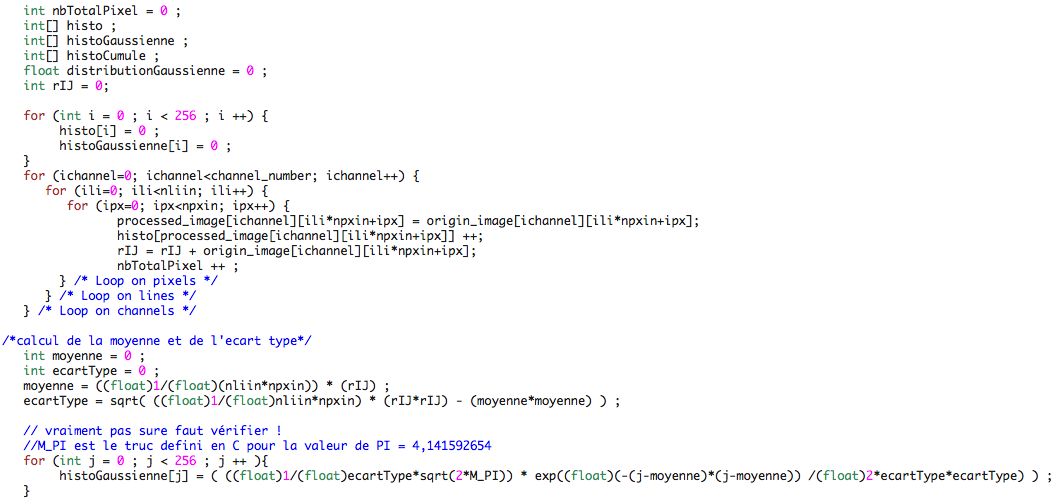 int nbTotalPixel = 0 ;
int[] histo ;
int[] histoGaussienne ;
int[] histoCumule ;
float distributionGaussienne = 0 ;
int rIJ = 0;
for (int i = 0 ; i < 256 ; i ++) {
histo[i] = 0 ;
histoGaussienne[i] = 0 ;
}
for (ichannel=0; ichannel<channel_number; ichannel++) {
for (ili=0; ili<nliin; ili++) {
for (ipx=0; ipx<npxin; ipx++) {
processed_image[ichannel][ili*npxin+ipx] = origin_image[ichannel][ili*npxin+ipx];
histo[processed_image[ichannel][ili*npxin+ipx]] ++;
rIJ = rIJ + origin_image[ichannel][ili*npxin+ipx];
nbTotalPixel ++ ;
} /* Loop on pixels */
} /* Loop on lines */
} /* Loop on channels */
/*calcul de la moyenne et de l'ecart type*/
int moyenne = 0 ;
int ecartType = 0 ;
moyenne = ((float)1/(float)(nliin*npxin)) * (rIJ) ;
ecartType = sqrt( ((float)1/(float)nliin*npxin) * (rIJ*rIJ) - (moyenne*moyenne) ) ;
// vraiment pas sure faut vérifier !
//M_PI est le truc defini en C pour la valeur de PI = 4,141592654
for (int j = 0 ; j < 256 ; j ++ ){
histoGaussienne[j] = ( ((float)1/(float)ecartType*sqrt(2*M_PI)) * exp((float)(-(j-moyenne)*(j-moyenne)) /(float)2*ecartType*ecartType) ) ;
}